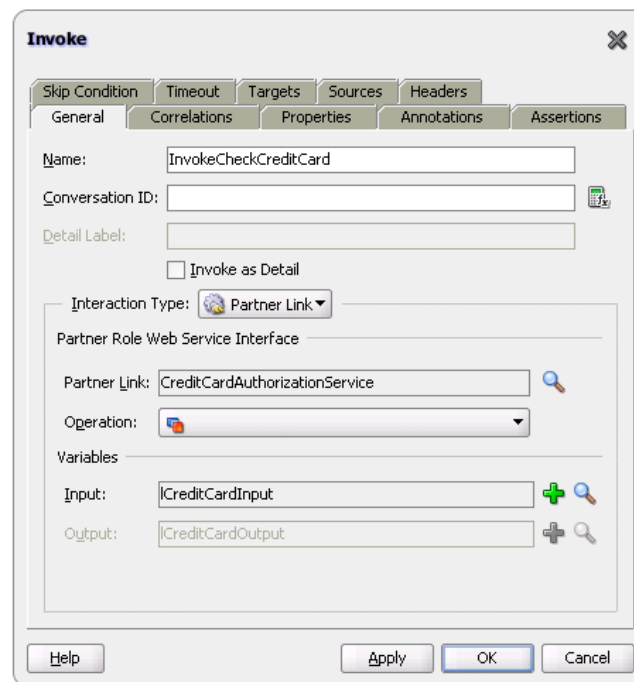 Invoke
Skip Condition Timeout Targets Sources Headers
General Correlations Properties Annotations Assertions
Name: InvokeCheckCreditCard
Conversation ID:
Detail Label:
Invoke as Detail
Interaction Type: Partner Link
Partner Role Web Service Interface
Partner Link: CreditCardAuthorizationService
Operation:
Variables
Input: lCreditCardInput
Output: lCreditCardOutput
Help Apply OK Cancel